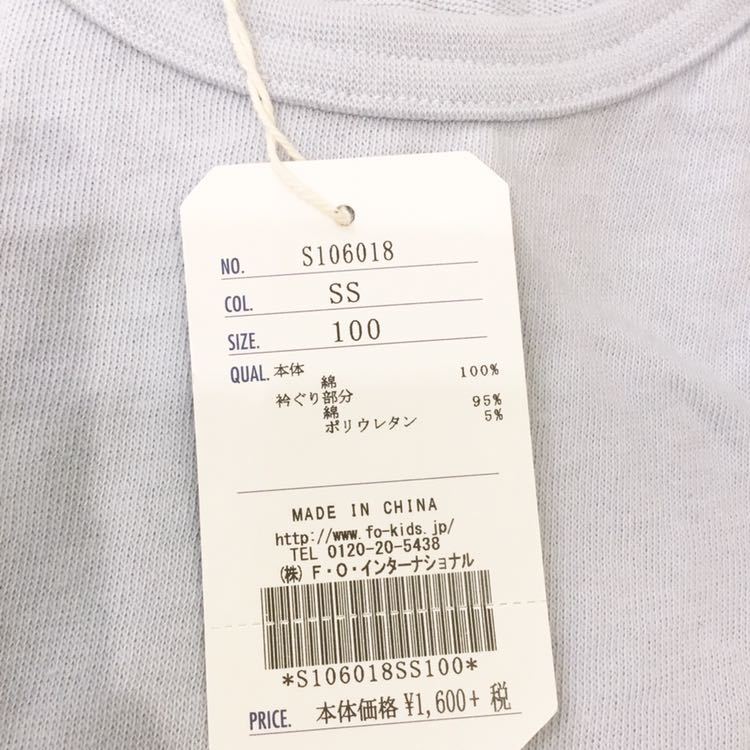 NO. S106018
COL. SS
SIZE. 100
QUAL. 本体
綿 100%
衿ぐり部分
綿 95%
ポリウレタン 5%
MADE IN CHINA
http://www.fo-kids.jp/
TEL 0120-20-5438
(株) F・O・インターナショナル
*S106018SS100*
PRICE. 本体価格 ¥1,600+ 税